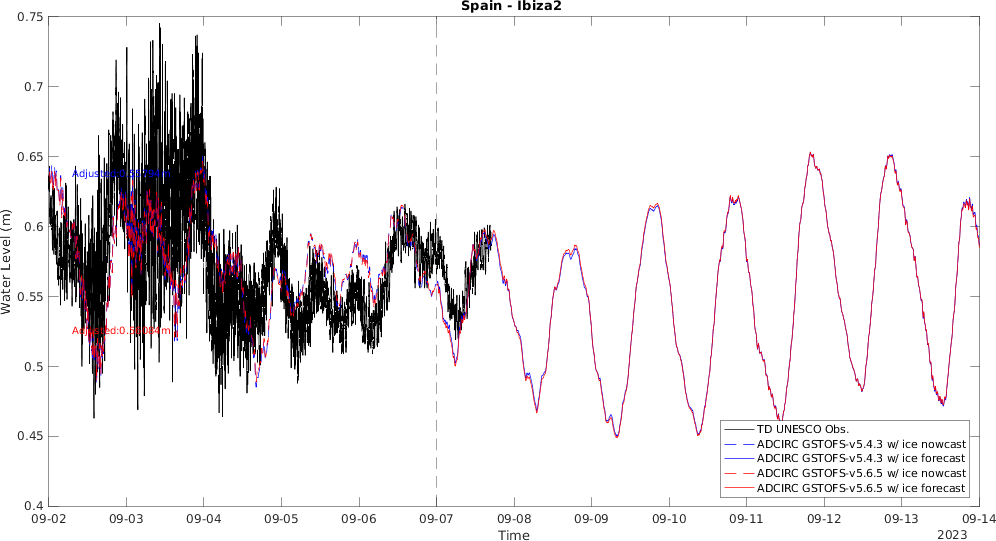 Spain - Ibiza2
0.75
0.7
0.65
0.6
0.55
0.5
0.45
0.4
Water Level (m)
09-02
09-03
09-04
09-05
09-06
09-07
09-08
09-09
09-10
09-11
09-12
09-13
09-14
Time
2023
TD UNESCO Obs.
ADCIRC GSTOFS-v5.4.3 w/ ice nowcast
ADCIRC GSTOFS-v5.4.3 w/ ice forecast
ADCIRC GSTOFS-v5.6.5 w/ ice nowcast
ADCIRC GSTOFS-v5.6.5 w/ ice forecast